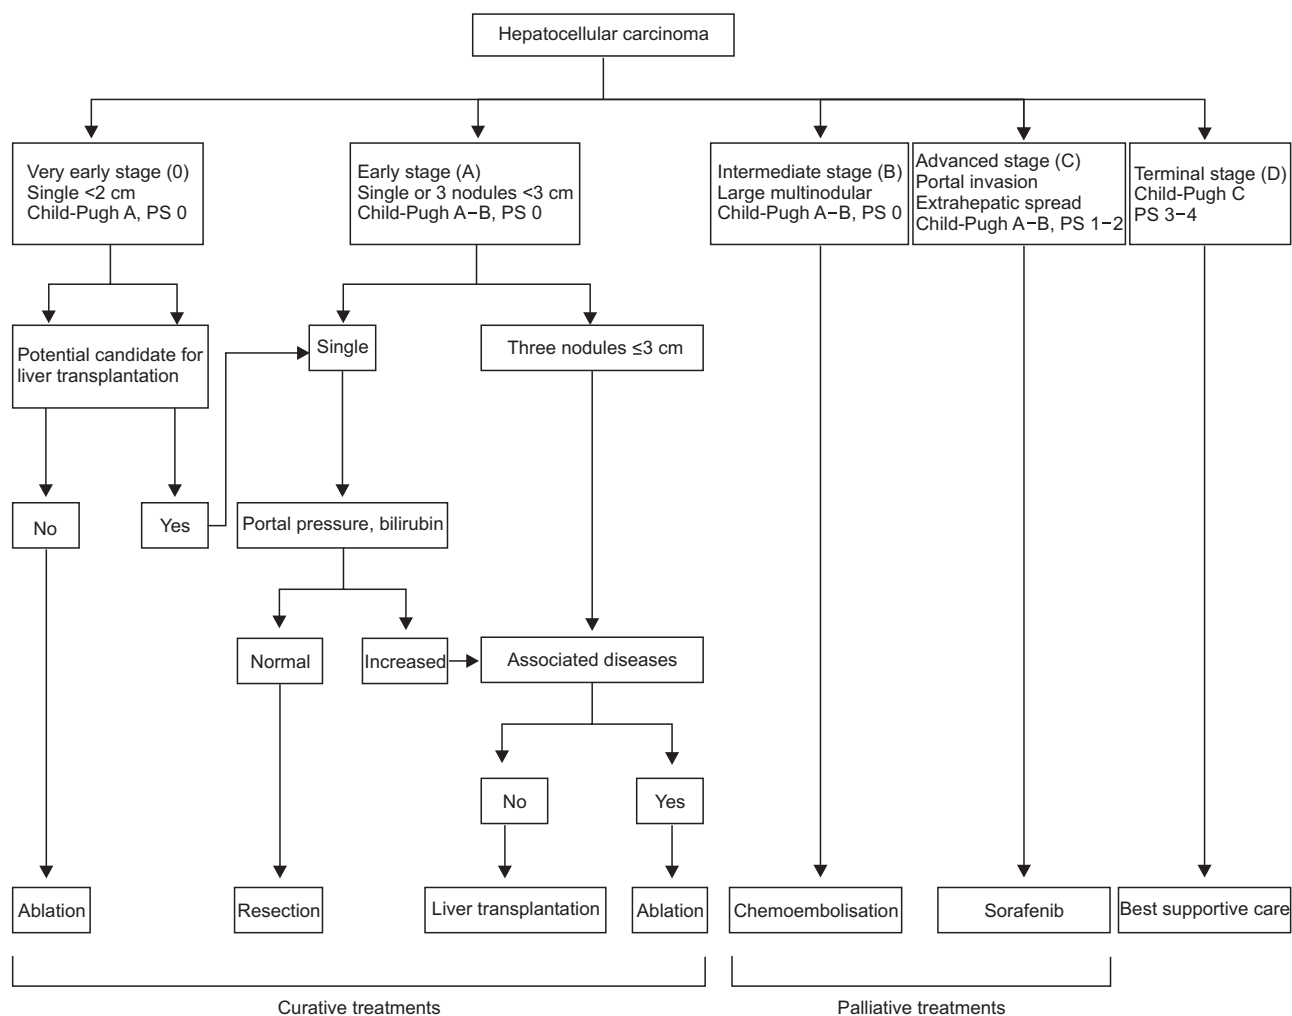 Hepatocellular carcinoma
Very early stage (0)
Single <2 cm
Child-Pugh A, PS 0
Early stage (A)
Single or 3 nodules <3 cm
Child-Pugh A−B, PS 0
Intermediate stage (B)
Large multinodular
Child-Pugh A−B, PS 0
Advanced stage (C)
Portal invasion
Extrahepatic spread
Child-Pugh A−B, PS 1−2
Terminal stage (D)
Child-Pugh C
PS 3−4
Potential candidate for
liver transplantation
Single
Three nodules ≤3 cm
No
Yes
Portal pressure, bilirubin
Normal
Increased
Associated diseases
No
Yes
Ablation
Resection
Liver transplantation
Ablation
Chemoembolisation
Sorafenib
Best supportive care
Curative treatments
Palliative treatments